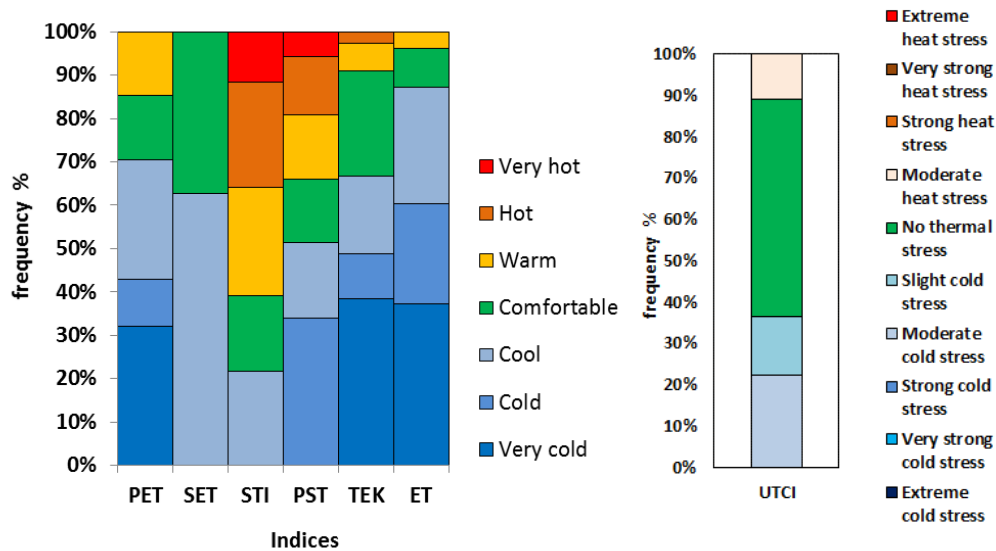 100%
90%
80%
70%
60%
50%
40%
30%
20%
10%
0%
frequency %
PET SET STI PST TEK ET
Indices
Very hot
Hot
Warm
Comfortable
Cool
Cold
Very cold
100%
90%
80%
70%
60%
50%
40%
30%
20%
10%
0%
frequency %
UTCI
Extreme
heat stress
Very strong
heat stress
Strong heat
stress
Moderate
heat stress
No thermal
stress
Slight cold
stress
Moderate
cold stress
Strong cold
stress
Very strong
cold stress
Extreme
cold stress